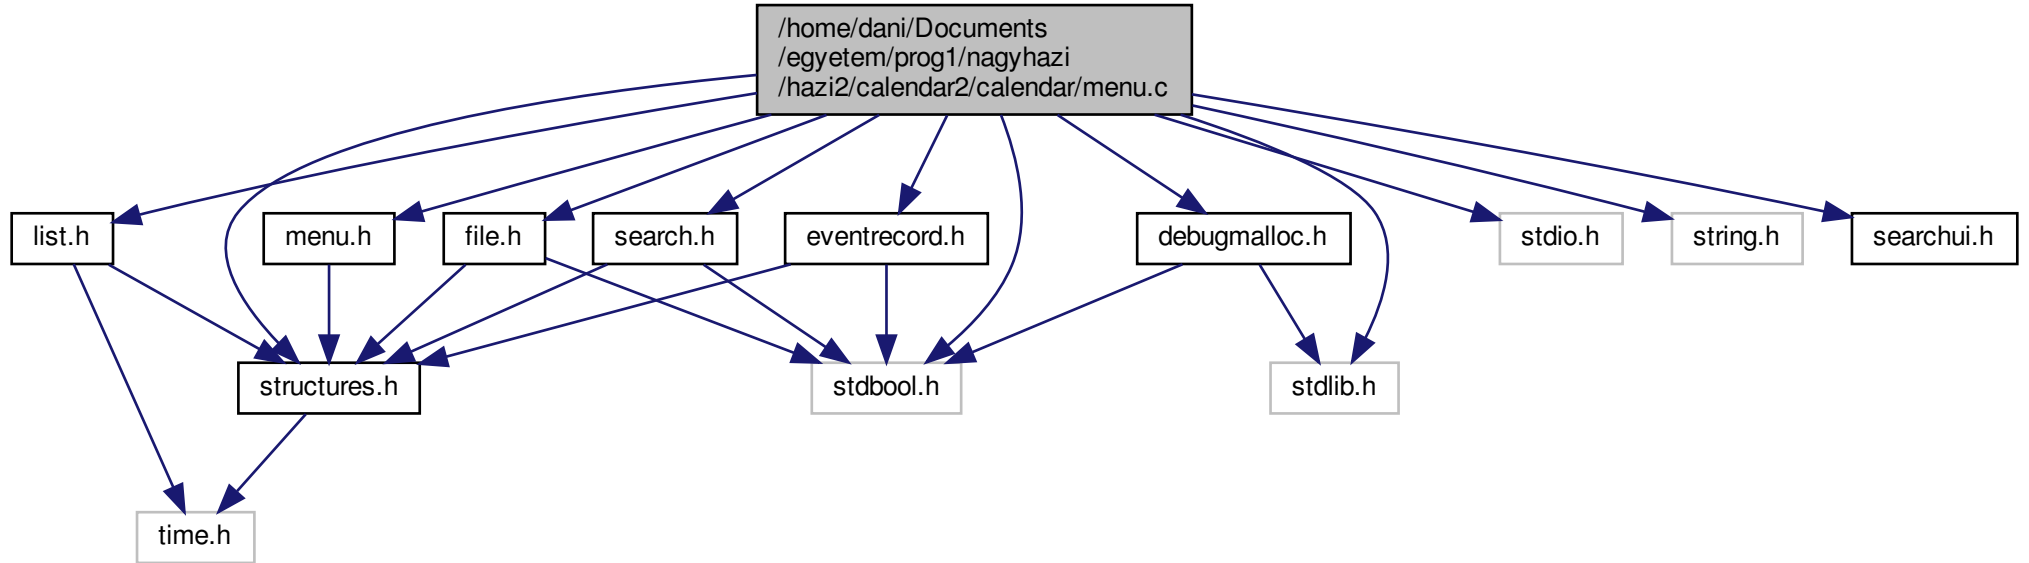 /home/dani/Documents
/egyetem/prog1/nagyhazi
/hazi2/calendar2/calendar/menu.c
list.h
menu.h
file.h
search.h
eventrecord.h
debugmalloc.h
stdio.h
string.h
searchui.h
structures.h
stdbool.h
stdlib.h
time.h